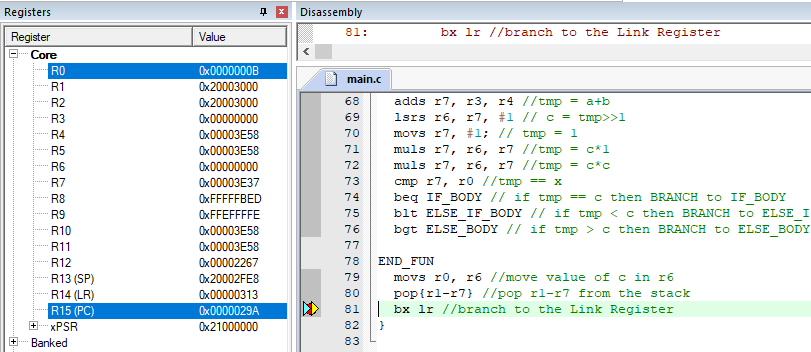 Registers
Register Value
Core
R0 0x0000000B
R1 0x20003000
R2 0x20003000
R3 0x00000000
R4 0x00003E58
R5 0x00003E58
R6 0x00000000
R7 0x00003E37
R8 0xFFFFFBED
R9 0xFFEFFFFE
R10 0x00003E58
R11 0x00003E58
R12 0x00002267
R13 (SP) 0x20002FE8
R14 (LR) 0x00000313
R15 (PC) 0x0000029A
xPSR 0x21000000
Banked
Disassembly
81: bx lr //branch to the Link Register
main.c
68 adds r7, r3, r4 //tmp = a+b
69 lsrs r6, r7, #1 // c = tmp>>1
70 movs r7, #1; // tmp = 1
71 muls r7, r6, r7 //tmp = c*1
72 muls r7, r6, r7 //tmp = c*c
73 cmp r7, r0 //tmp == x
74 beq IF_BODY // if tmp == c then BRANCH to IF_BODY
75 blt ELSE_IF_BODY // if tmp < c then BRANCH to ELSE_I
76 bgt ELSE_BODY // if tmp > c then BRANCH to ELSE_BODY
77
78 END_FUN
79 movs r0, r6 //move value of c in r6
80 pop{r1-r7} //pop r1-r7 from the stack
81 bx lr //branch to the Link Register
82 }
83